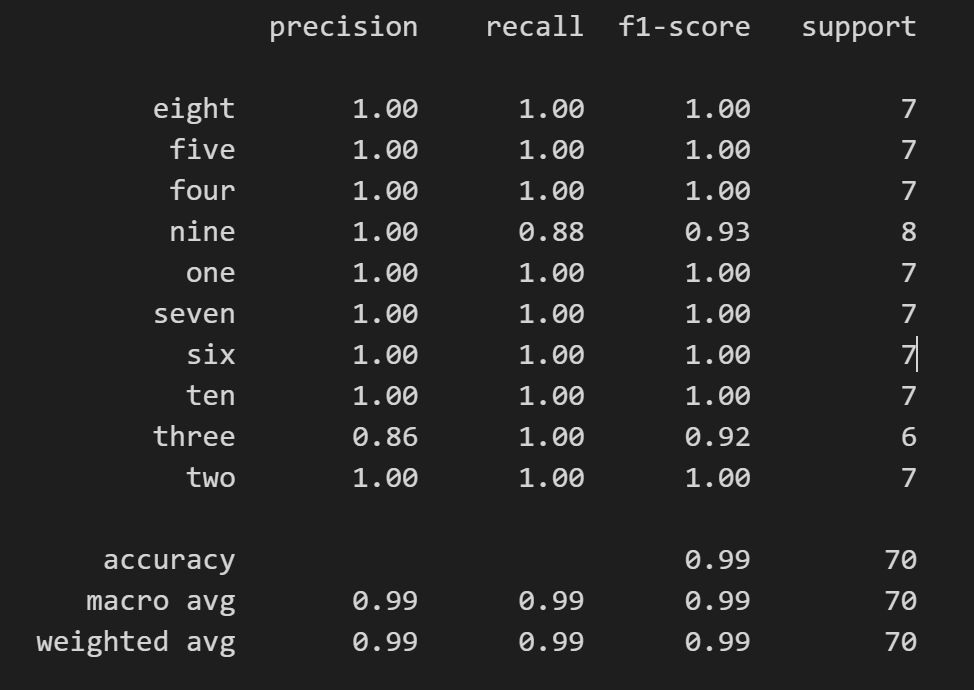 precision recall f1-score support
eight 1.00 1.00 1.00 7
five 1.00 1.00 1.00 7
four 1.00 1.00 1.00 7
nine 1.00 0.88 0.93 8
one 1.00 1.00 1.00 7
seven 1.00 1.00 1.00 7
six 1.00 1.00 1.00 7
ten 1.00 1.00 1.00 7
three 0.86 1.00 0.92 6
two 1.00 1.00 1.00 7
accuracy 0.99 70
macro avg 0.99 0.99 0.99 70
weighted avg 0.99 0.99 0.99 70